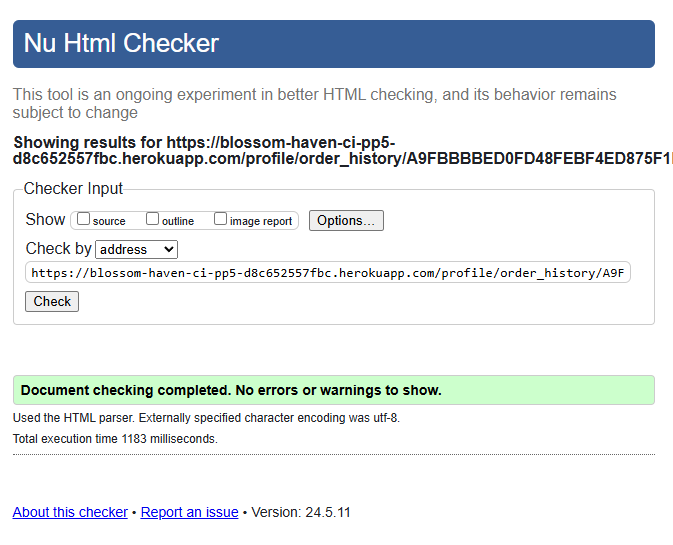 Nu Html Checker
This tool is an ongoing experiment in better HTML checking, and its behavior remains
subject to change
Showing results for https://blossom-haven-ci-pp5-
d8c652557fbc.herokuapp.com/profile/order_history/A9FBBBBED0FD48FEBF4ED875F1
Checker Input
Show source outline image report Options...
Check by address
https://blossom-haven-ci-pp5-d8c652557fbc.herokuapp.com/profile/order_history/A9F
Check
Document checking completed. No errors or warnings to show.
Used the HTML parser. Externally specified character encoding was utf-8.
Total execution time 1183 milliseconds.
About this checker • Report an issue • Version: 24.5.11